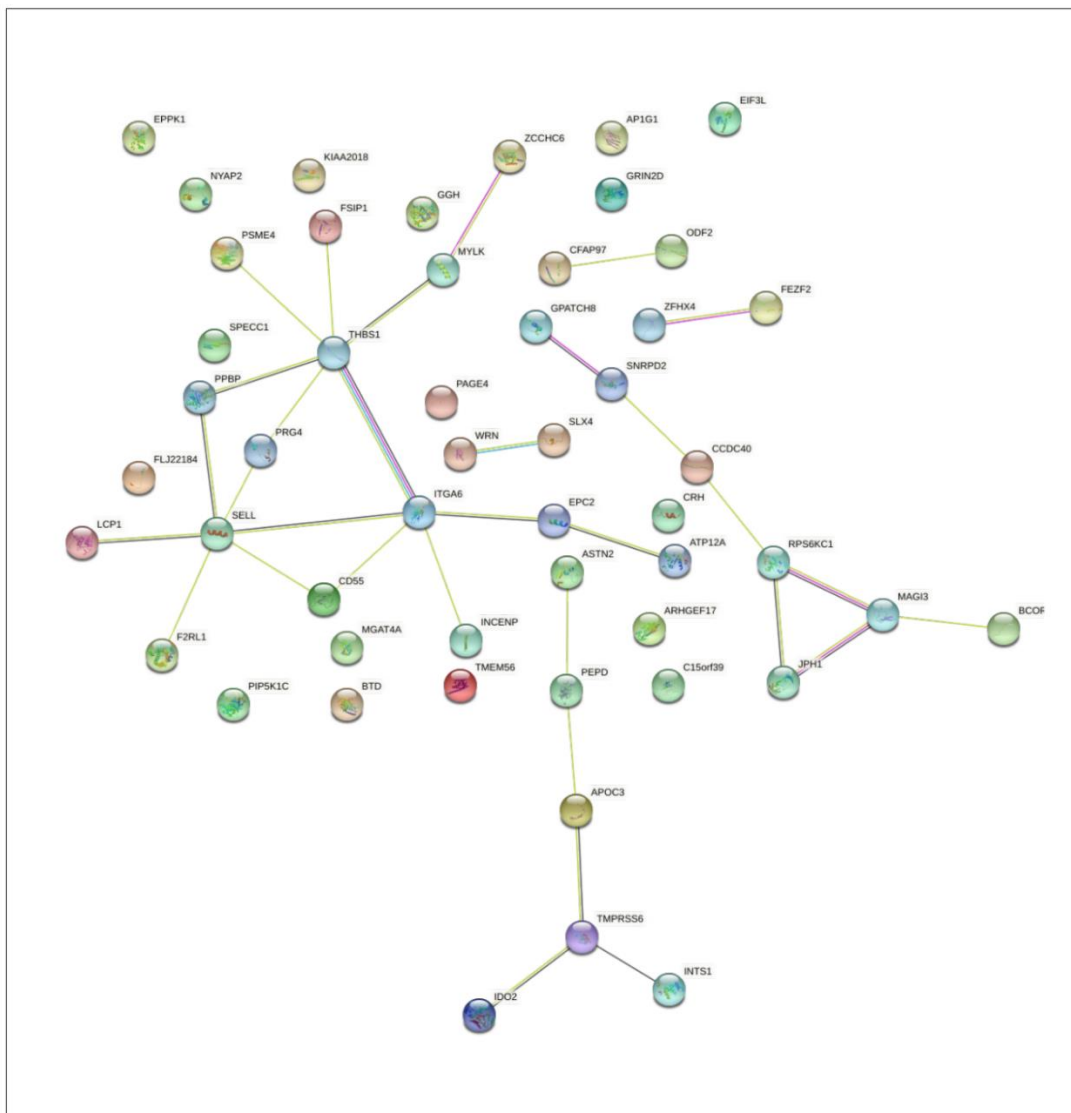 EIF3L
EPPK1
AP1G1
ZCCHC6
KIAA2018
NYAP2
GRIN2D
GGH
FSIP1
PSME4
ODF2
MYLK
CFAP97
FEZF2
GPATCH8
ZFHX4
SPECC1
THBS1
SNRPD2
PPBP
PAGE4
PRG4
WRN
SLX4
CCDC40
FLJ22184
ITGA6
EPC2
CRH
LCP1
SELL
ATP12A
RPS6KC1
ASTN2
CD55
MAGI3
BCOF
F2RL1
MGAT4A
INCENP
ARHGEF17
TMEM56
PEPD
C15orf39
JPH1
PIP5K1C
BTD
APOC3
TMPRSS6
INTS1
IDO2